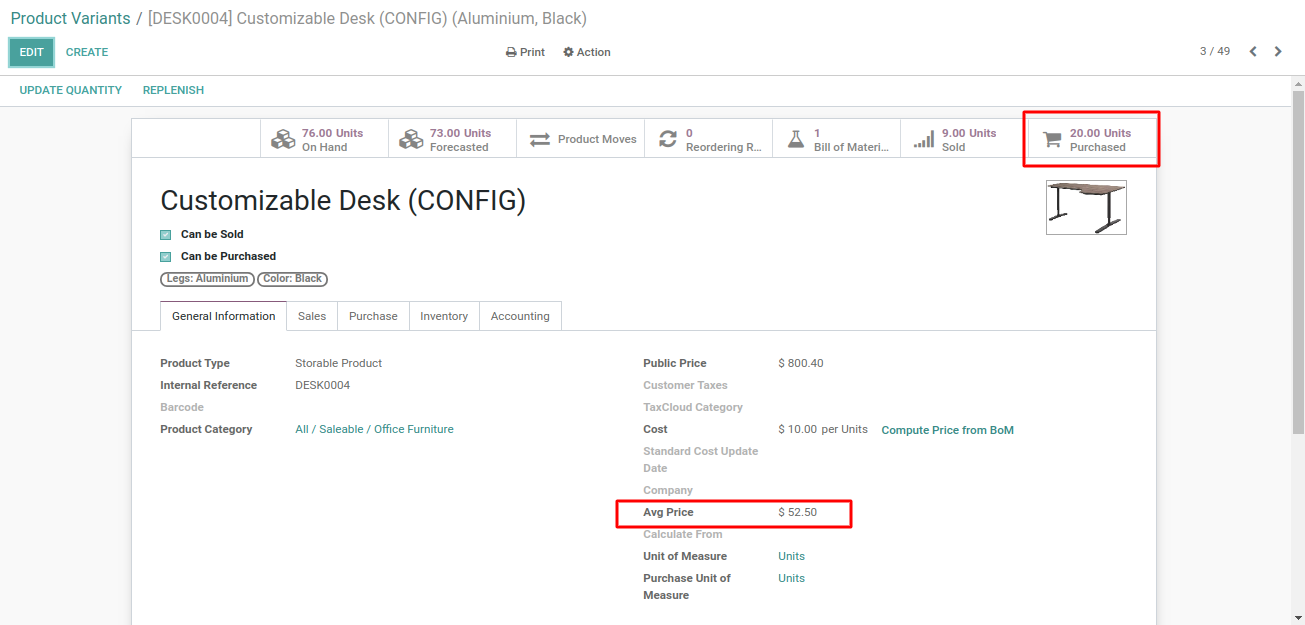 Product Variants / [DESK0004] Customizable Desk (CONFIG) (Aluminium, Black)
EDIT CREATE Print Action 3 / 49
UPDATE QUANTITY REPLENISH
76.00 Units
On Hand
73.00 Units
Forecasted
Product Moves
0
Reordering R...
1
Bill of Materi...
9.00 Units
Sold
20.00 Units
Purchased
Customizable Desk (CONFIG)
Can be Sold
Can be Purchased
Legs: Aluminium Color: Black
General Information Sales Purchase Inventory Accounting
Product Type Storable Product
Internal Reference DESK0004
Barcode
Product Category All / Saleable / Office Furniture
Public Price $ 800.40
Customer Taxes
TaxCloud Category
Cost $ 10.00 per Units Compute Price from BoM
Standard Cost Update
Date
Company
Avg Price $ 52.50
Calculate From
Unit of Measure Units
Purchase Unit of Units
Measure